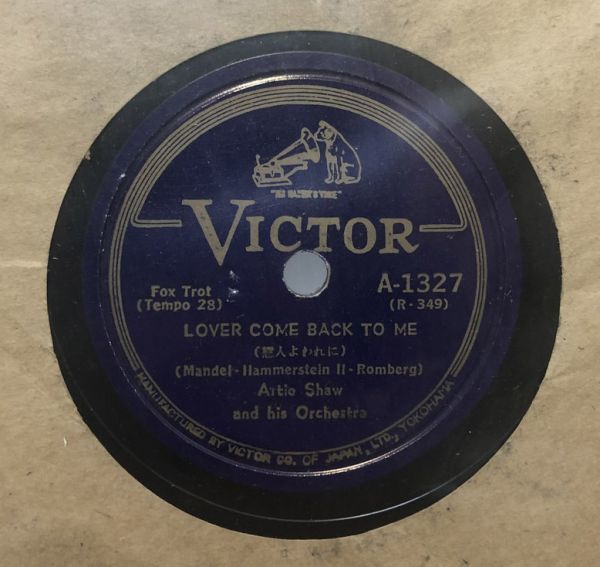 "HIS MASTER'S VOICE"
VICTOR
Fox Trot
(Tempo 28)
A-1327
(R-349)
LOVER COME BACK TO ME
(戀人よわれに)
(Mandel-Hammerstein II-Romberg)
Artie Shaw
and his Orchestra
MANUFACTURED BY VICTOR CO. OF JAPAN, LTD., YOKOHAMA